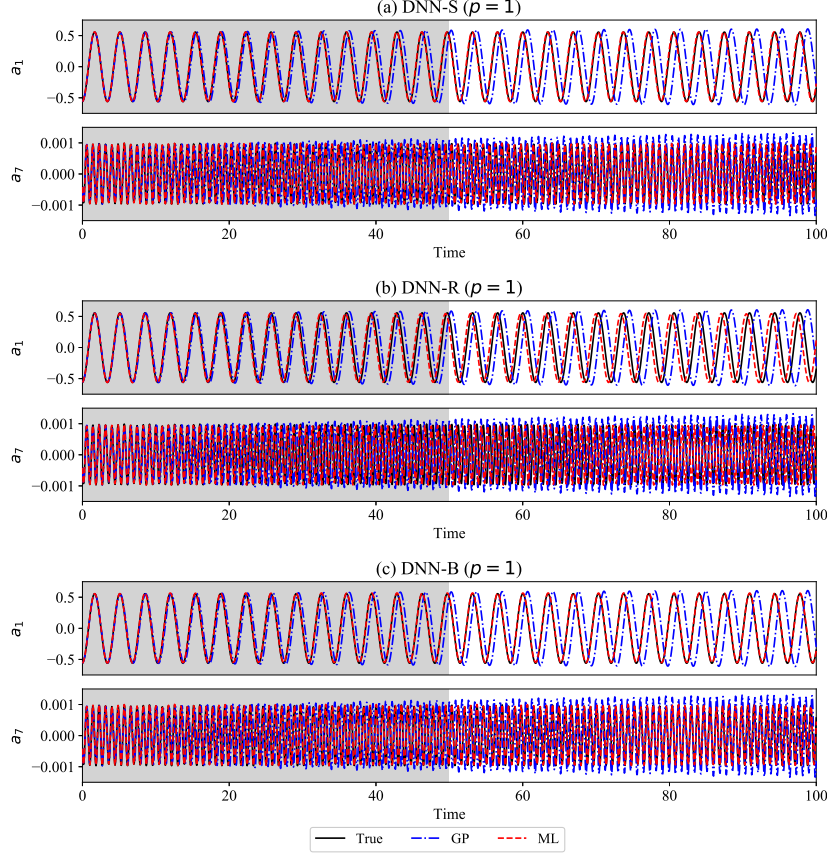 (a) DNN-S (p = 1)
0.5
0.0
−0.5
a₁
0.001
0.000
−0.001
a₇
0 20 40 60 80 100
Time
(b) DNN-R (p = 1)
0.5
0.0
−0.5
a₁
0.001
0.000
−0.001
a₇
0 20 40 60 80 100
Time
(c) DNN-B (p = 1)
0.5
0.0
−0.5
a₁
0.001
0.000
−0.001
a₇
0 20 40 60 80 100
Time
True GP ML